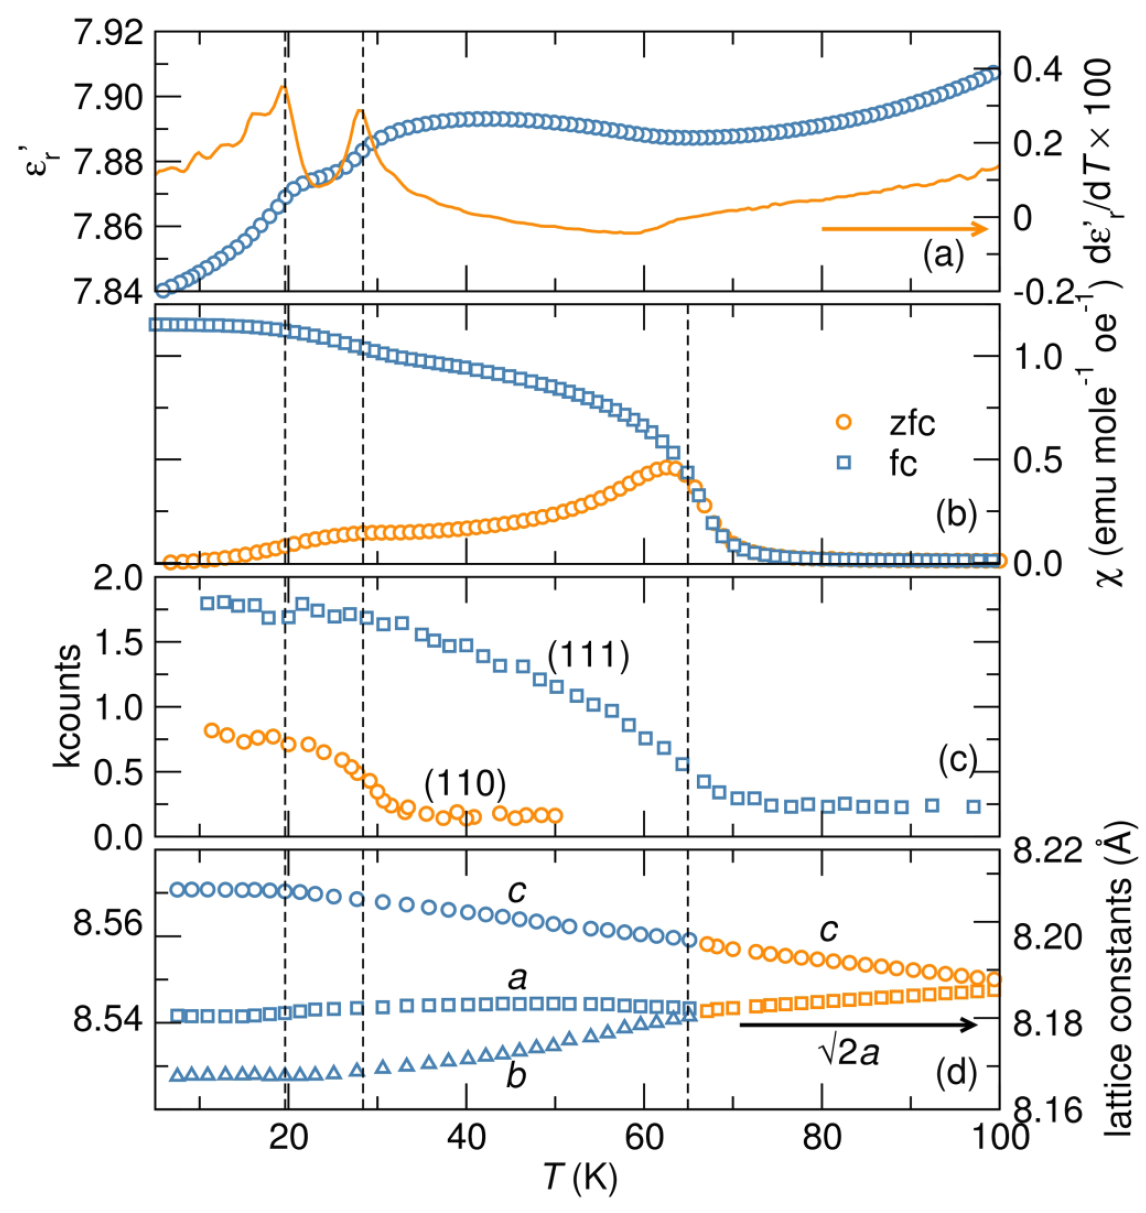 7.92
7.90
7.88
7.86
7.84
εr’
0.4
0.2
0
-0.2
dε’r/dT × 100
(a)
1.0
0.5
0.0
χ (emu mole-1 oe-1)
zfc
fc
(b)
2.0
1.5
1.0
0.5
0.0
kcounts
(111)
(110)
(c)
8.56
8.54
8.22
8.20
8.18
8.16
lattice constants (Å)
c
c
a
b
√2a
(d)
20
40
60
80
100
T (K)